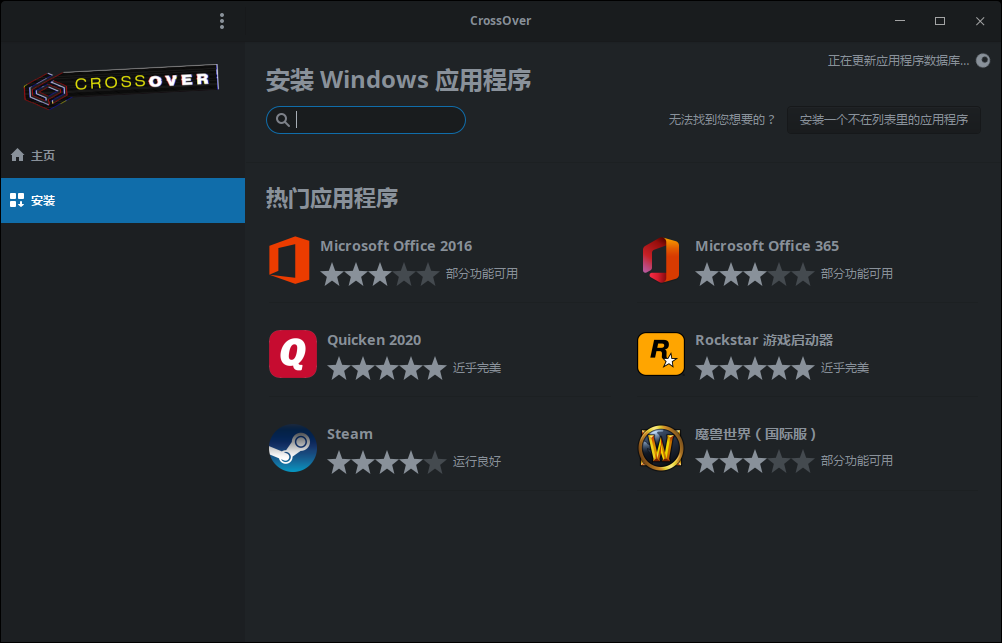 CrossOver
CROSSOVER
正在更新应用程序数据库...
安装 Windows 应用程序
无法找到您想要的？
安装一个不在列表里的应用程序
主页
安装
热门应用程序
Microsoft Office 2016
部分功能可用
Microsoft Office 365
部分功能可用
Quicken 2020
近乎完美
Rockstar 游戏启动器
近乎完美
Steam
运行良好
魔兽世界（国际服）
部分功能可用